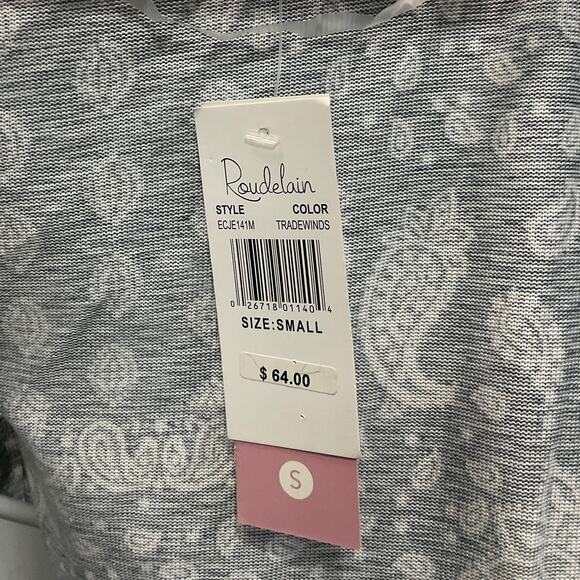 Roudelain
STYLE COLOR
ECJE141M TRADEWINDS
0 26718 01140 4
SIZE:SMALL
$ 64.00
S